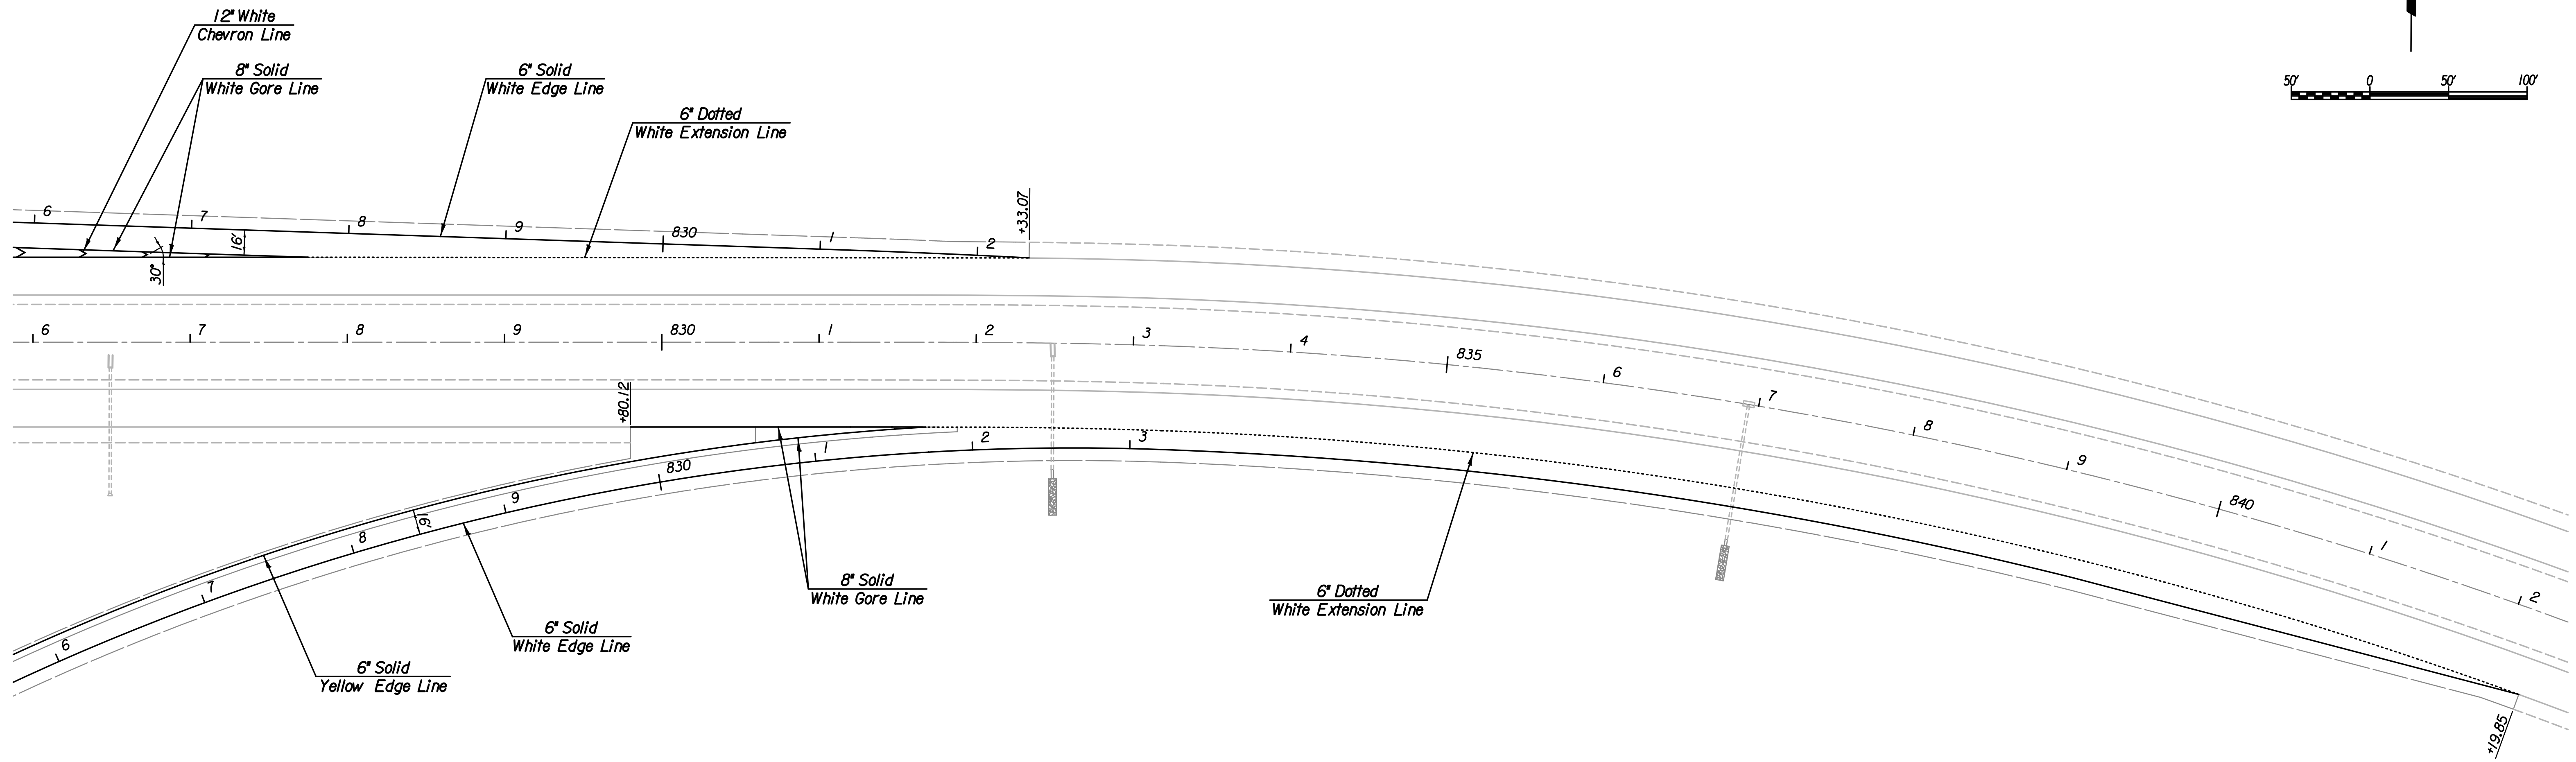 12" White
Chevron Line
8" Solid
White Gore Line
6" Solid
White Edge Line
6" Dotted
White Extension Line
50' 0 50' 100'
+33.07
6 7 8 9 830 1 2
16'
30°
6 7 8 9 830 1 2 3 4 835 6 7 8 9 840 1 2
+80.12
6 7 8 9 830 1 2 3
16'
8" Solid
White Gore Line
6" Dotted
White Extension Line
6" Solid
White Edge Line
6" Solid
Yellow Edge Line
+19.85